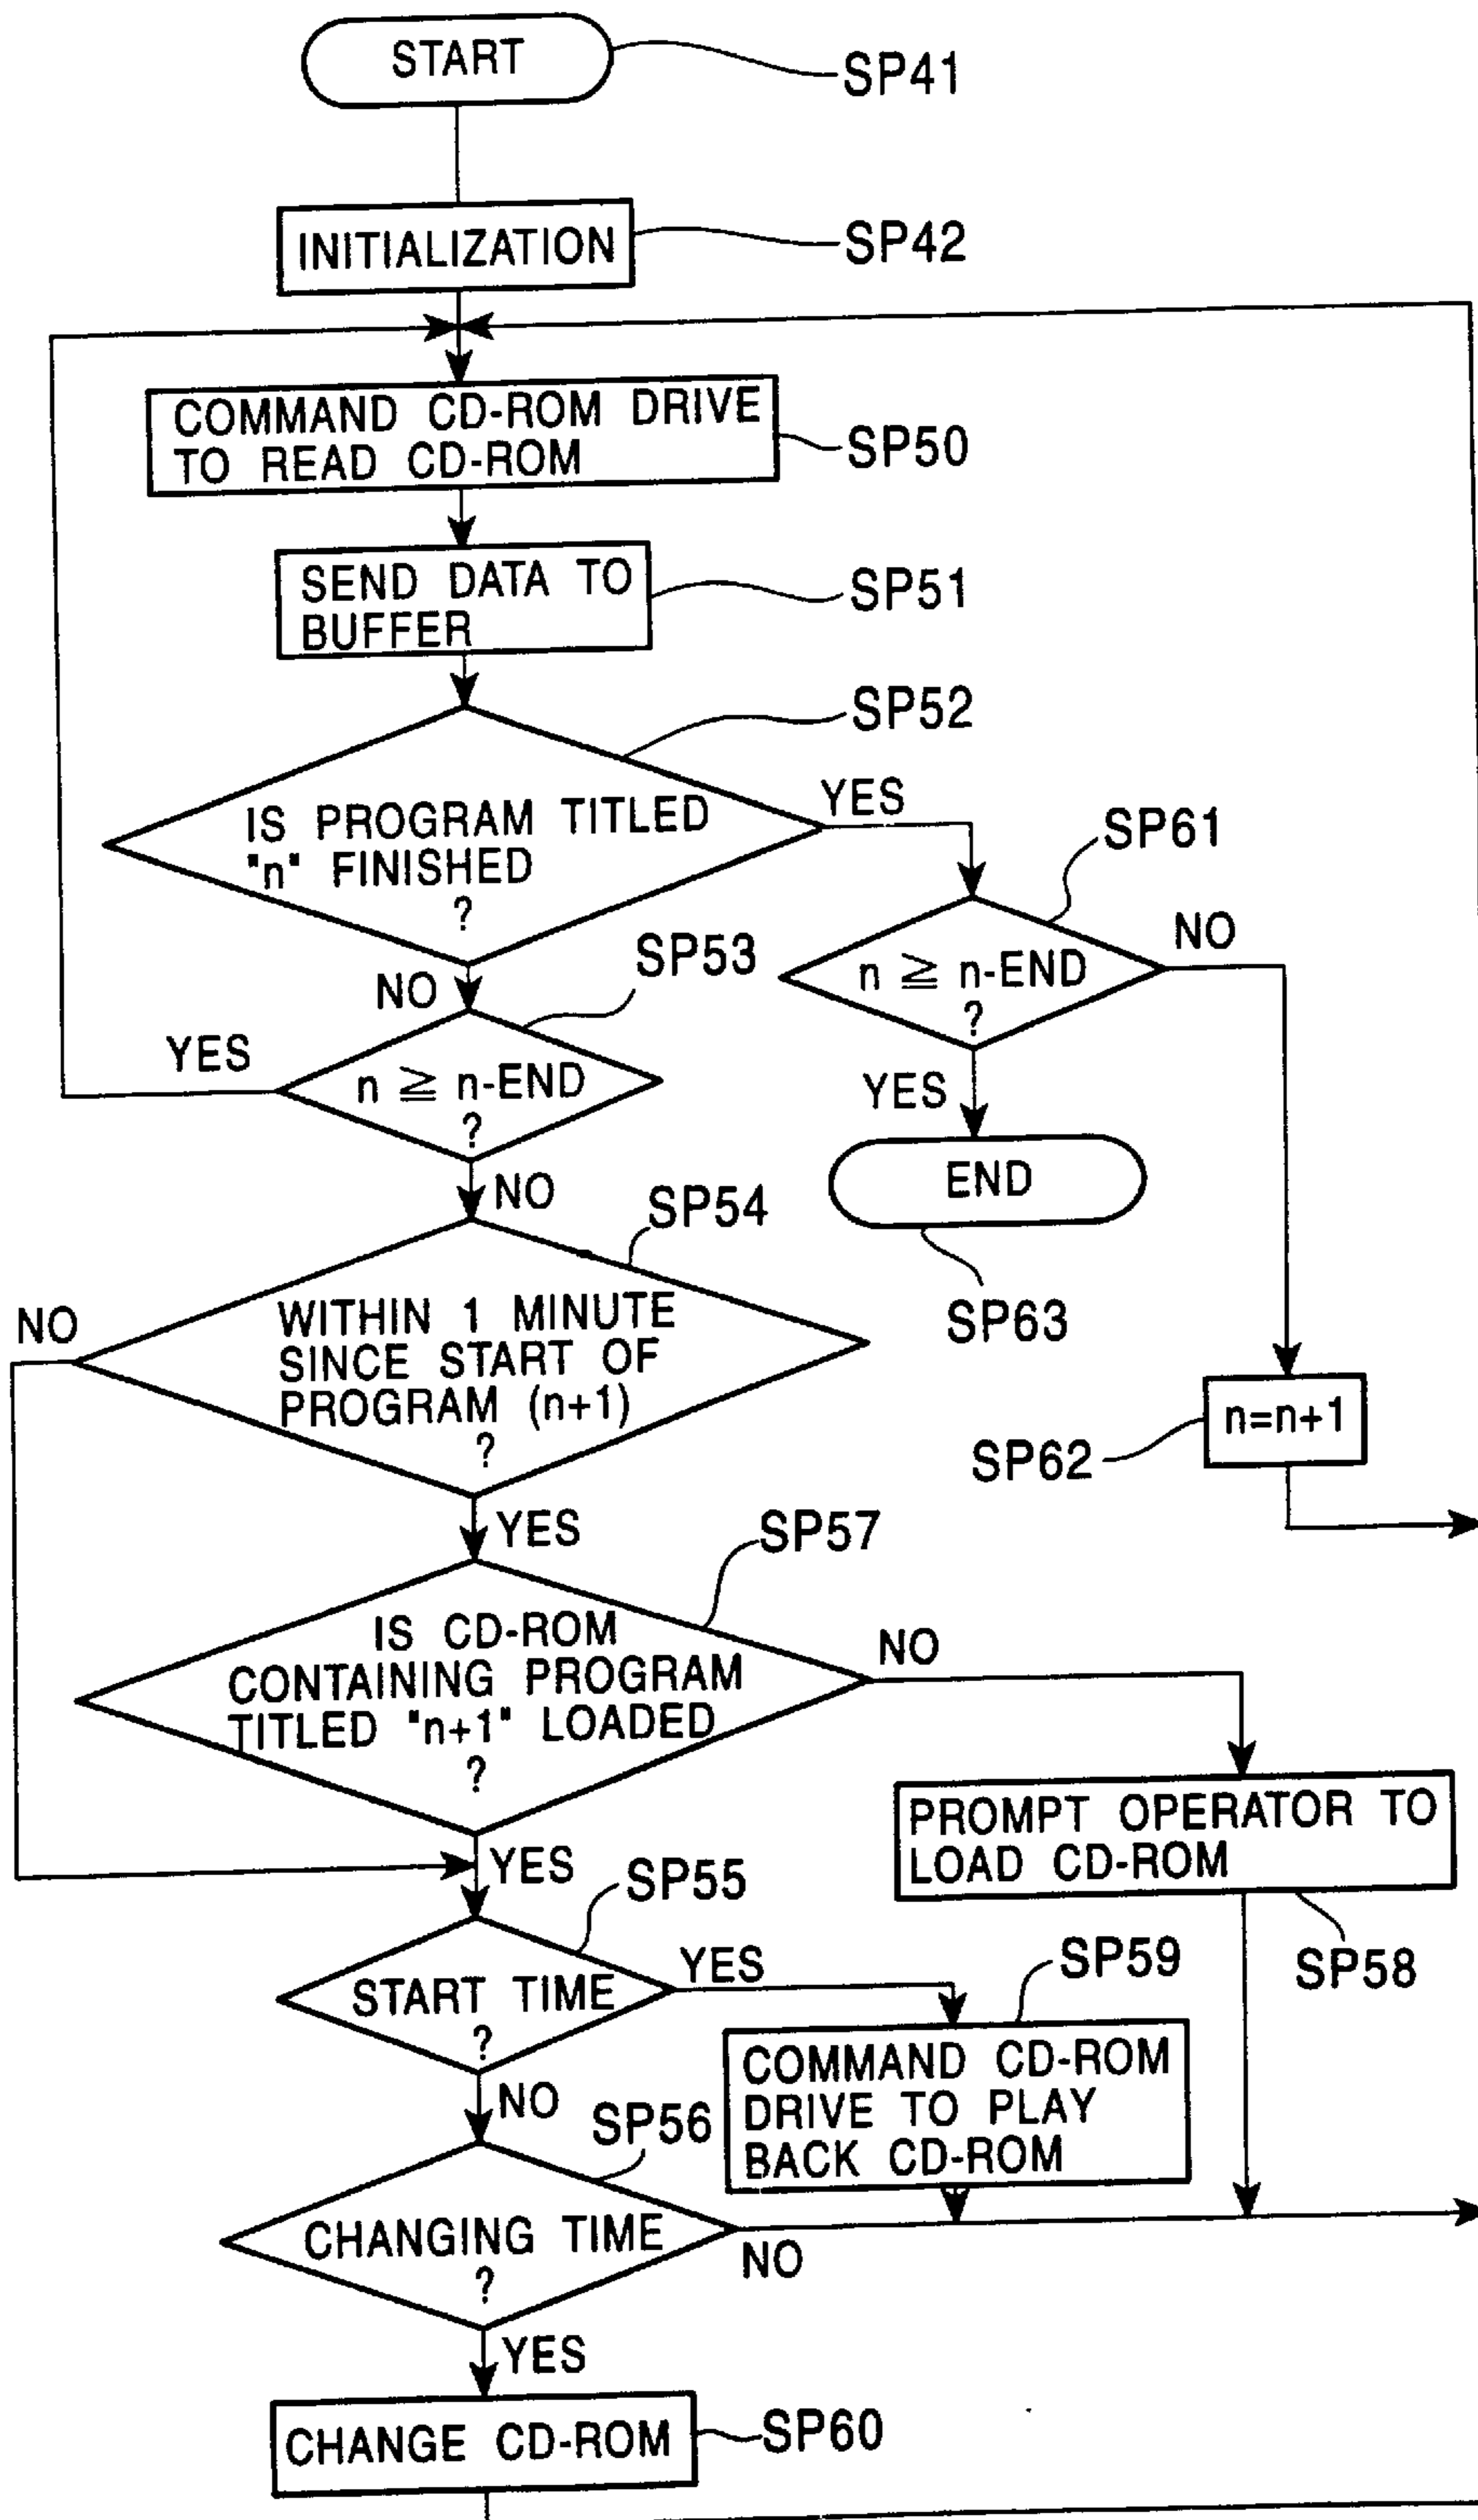 START
SP41
INITIALIZATION
SP42
COMMAND CD-ROM DRIVE
TO READ CD-ROM
SP50
SEND DATA TO
BUFFER
SP51
SP52
IS PROGRAM TITLED
"n" FINISHED
?
YES
SP61
NO
n ≧ n-END
?
NO
SP53
YES
n ≧ n-END
?
YES
END
SP63
NO
SP54
NO
WITHIN 1 MINUTE
SINCE START OF
PROGRAM (n+1)
?
n=n+1
SP62
YES
SP57
IS CD-ROM
CONTAINING PROGRAM
TITLED "n+1" LOADED
?
NO
PROMPT OPERATOR TO
LOAD CD-ROM
SP58
YES
SP55
START TIME
?
YES
SP59
COMMAND CD-ROM
DRIVE TO PLAY
BACK CD-ROM
NO
SP56
CHANGING TIME
?
NO
YES
CHANGE CD-ROM
SP60